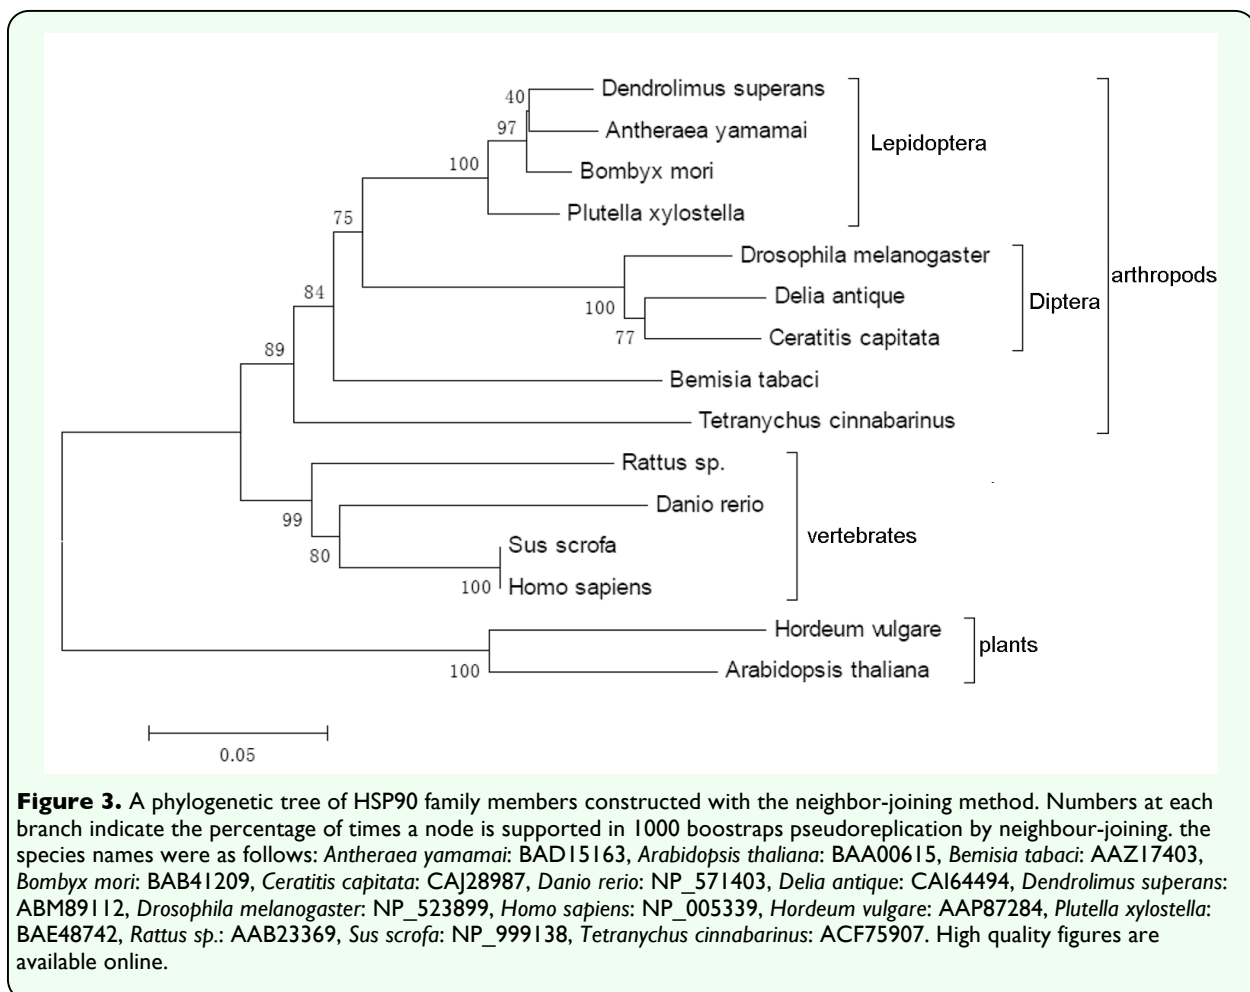 40
Dendrolimus superans
97
Antheraea yamamai
Lepidoptera
100
Bombyx mori
Plutella xylostella
75
Drosophila melanogaster
84
100
Delia antique
Diptera
arthropods
77
Ceratitis capitata
89
Bemisia tabaci
Tetranychus cinnabarinus
Rattus sp.
99
Danio rerio
vertebrates
80
Sus scrofa
100
Homo sapiens
Hordeum vulgare
plants
100
Arabidopsis thaliana
0.05
Figure 3. A phylogenetic tree of HSP90 family members constructed with the neighbor-joining method. Numbers at each
branch indicate the percentage of times a node is supported in 1000 boostraps pseudoreplication by neighbour-joining. the
species names were as follows: Antheraea yamamai: BAD15163, Arabidopsis thaliana: BAA00615, Bemisia tabaci: AAZ17403,
Bombyx mori: BAB41209, Ceratitis capitata: CAJ28987, Danio rerio: NP_571403, Delia antique: CAI64494, Dendrolimus superans:
ABM89112, Drosophila melanogaster: NP_523899, Homo sapiens: NP_005339, Hordeum vulgare: AAP87284, Plutella xylostella:
BAE48742, Rattus sp.: AAB23369, Sus scrofa: NP_999138, Tetranychus cinnabarinus: ACF75907. High quality figures are
available online.